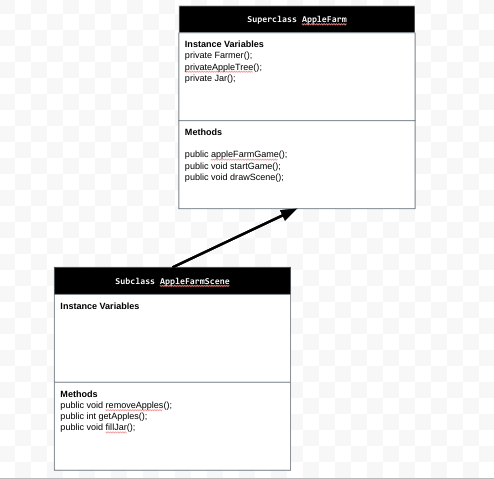 Superclass AppleFarm
Instance Variables
private Farmer();
privateAppleTree();
private Jar();
Methods
public appleFarmGame();
public void startGame();
public void drawScene();
Subclass AppleFarmScene
Instance Variables
Methods
public void removeApples();
public int getApples();
public void fillJar();